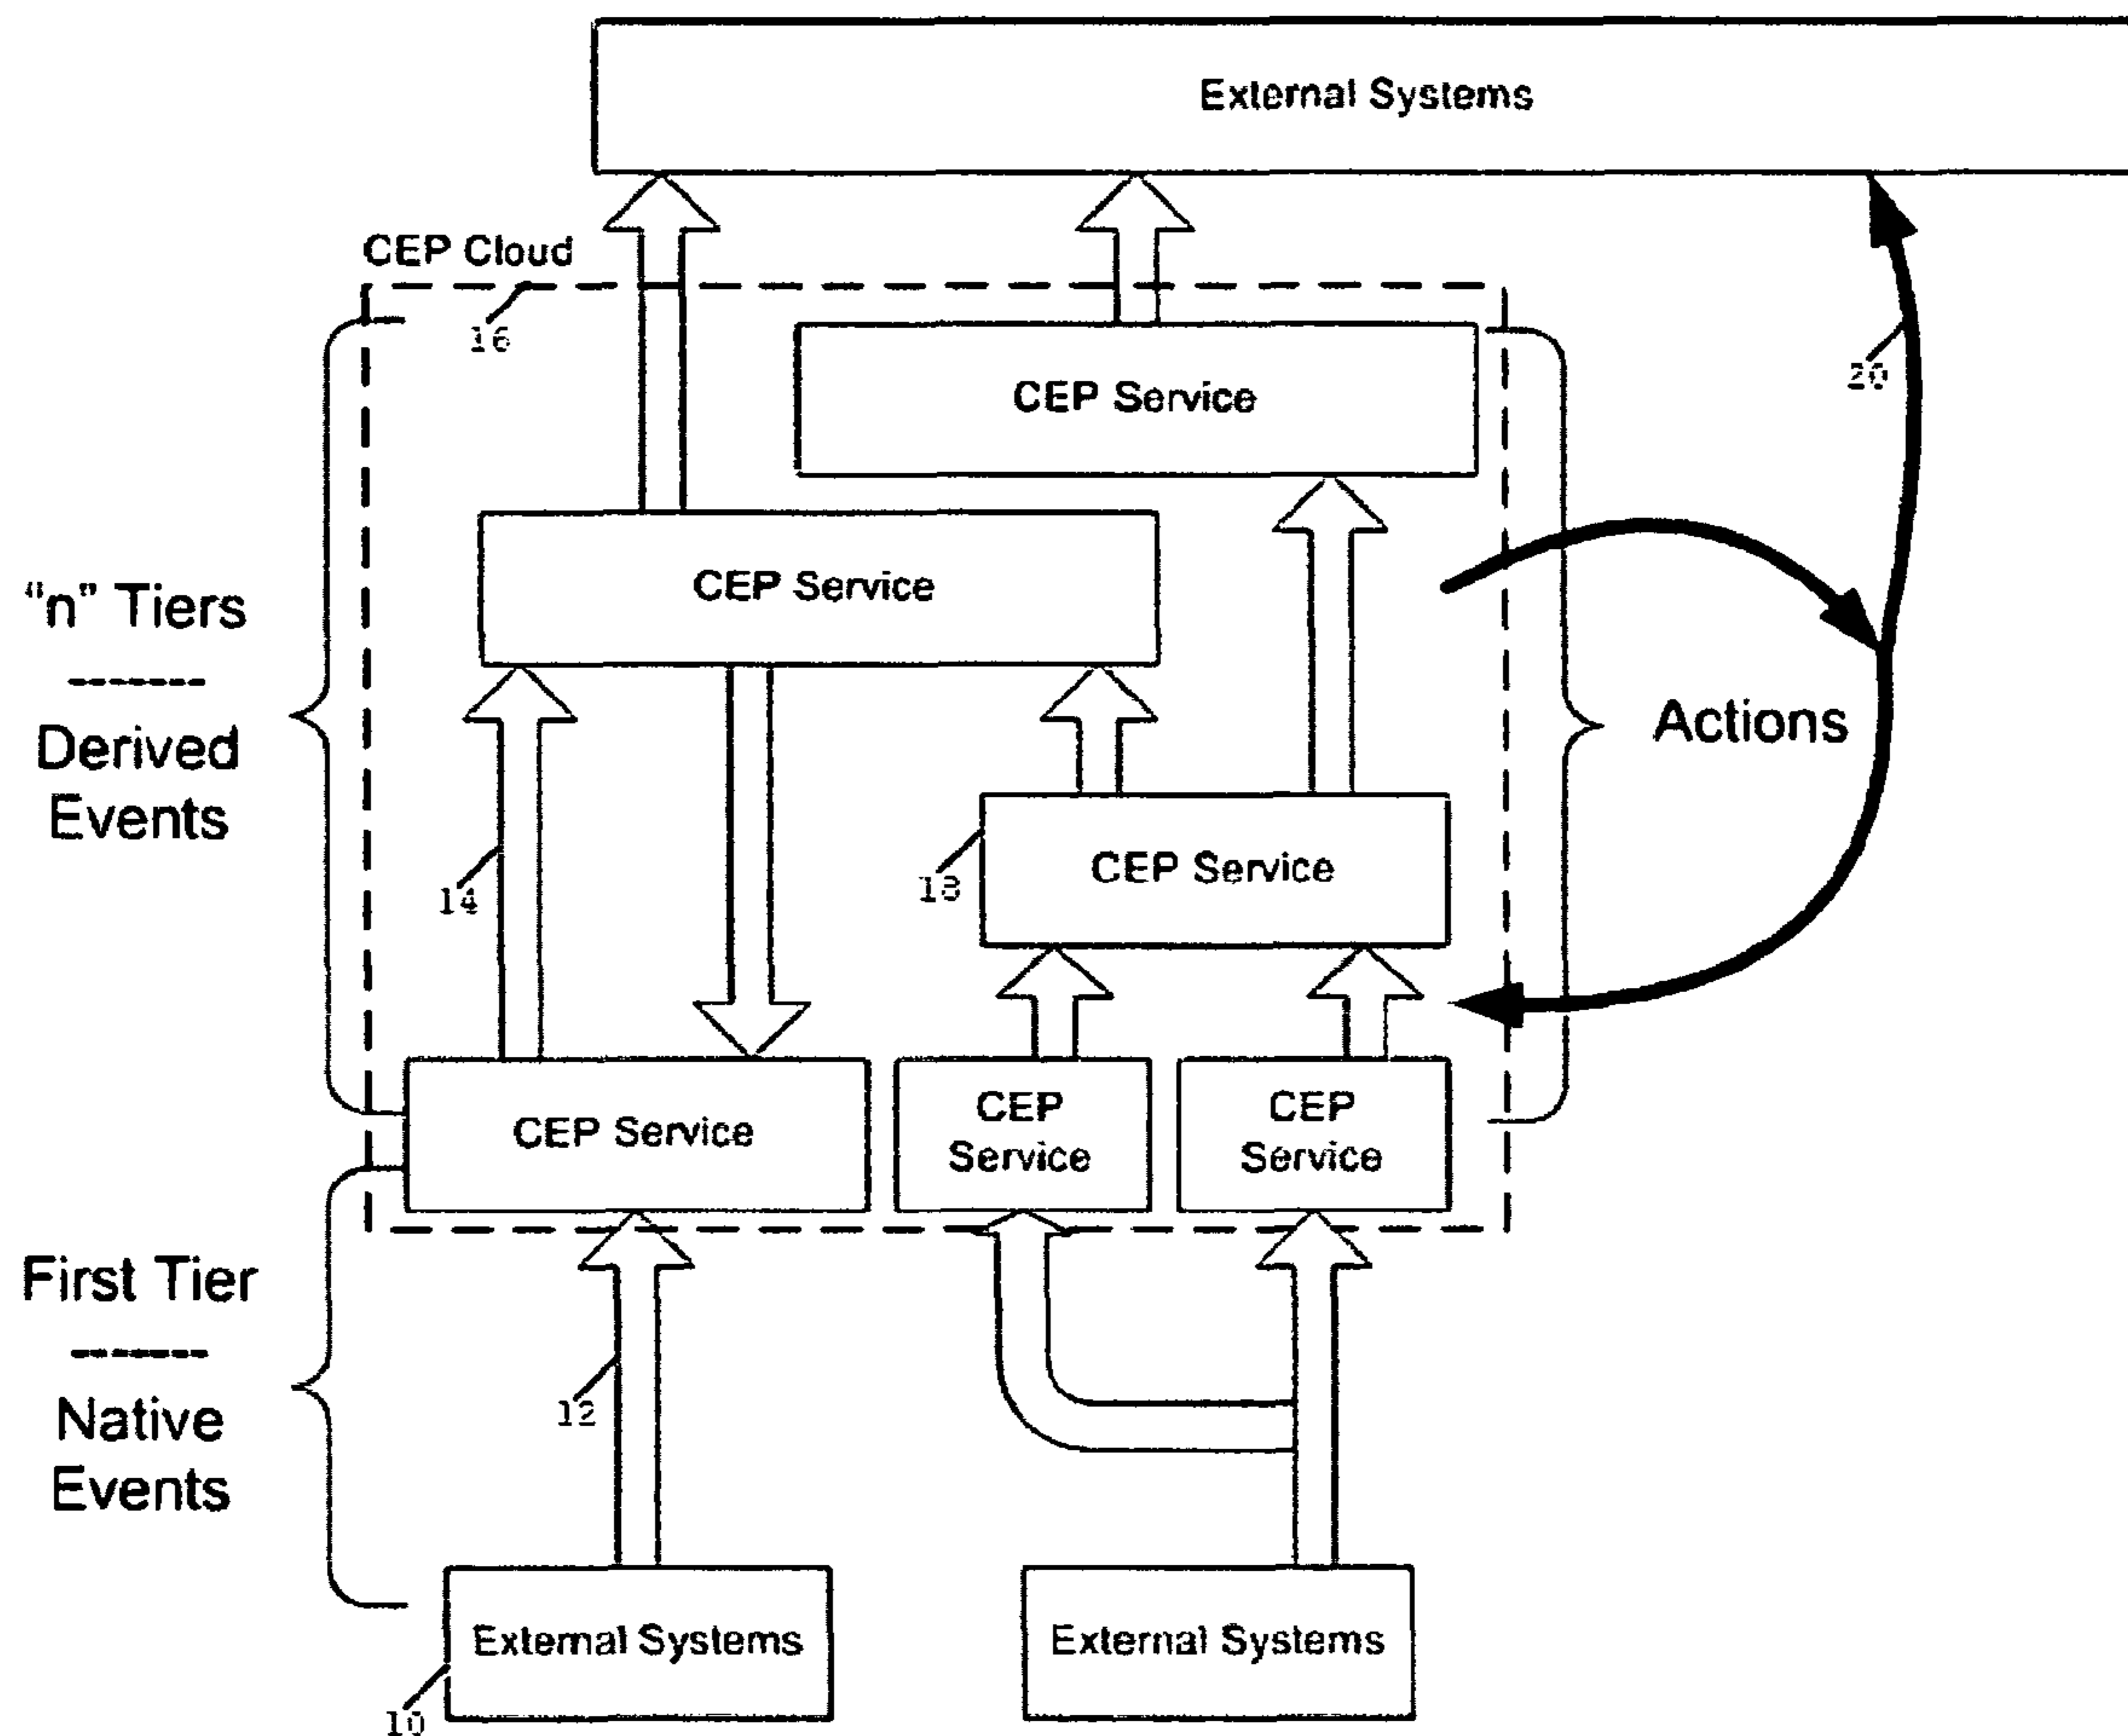 External Systems
CEP Cloud
16
20
CEP Service
CEP Service
"n" Tiers
-------
Derived
Events
Actions
14
18
CEP Service
CEP Service
CEP
Service
CEP
Service
First Tier
-------
Native
Events
12
External Systems
External Systems
10